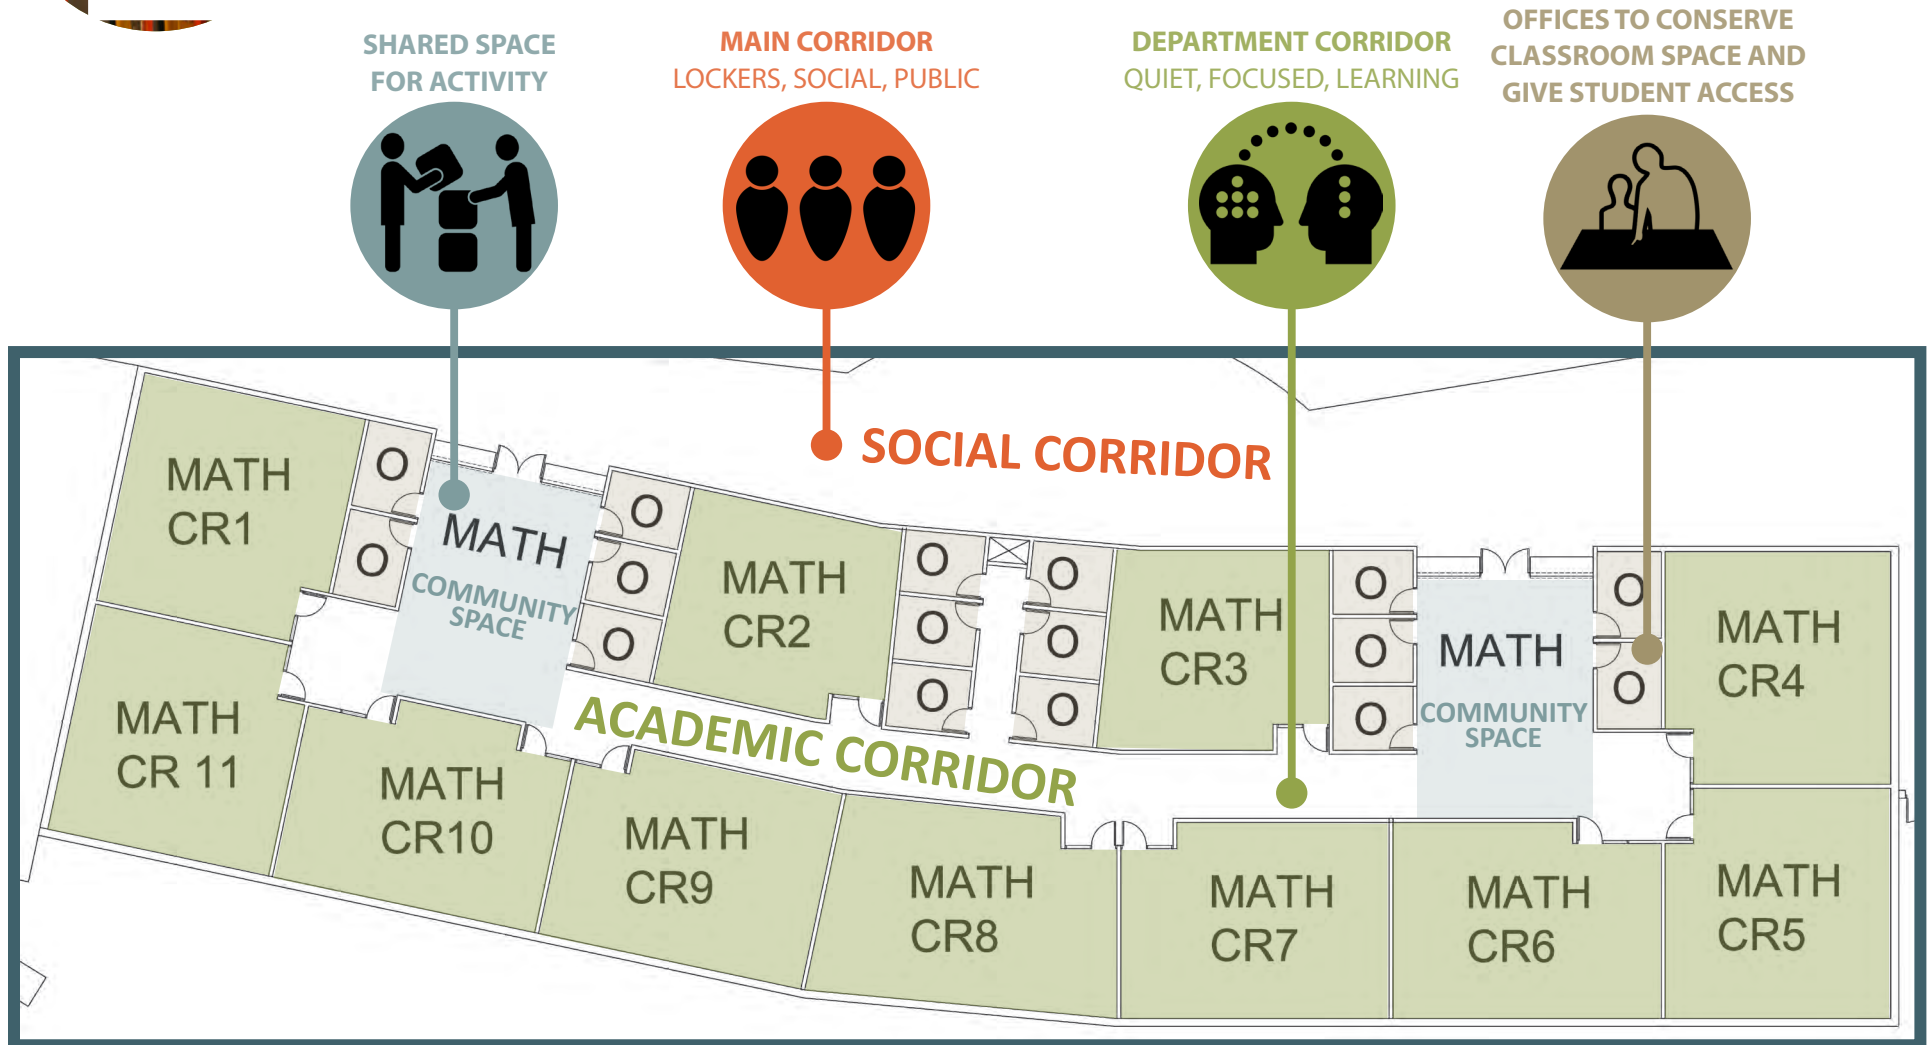 SHARED SPACE
FOR ACTIVITY
MAIN CORRIDOR
LOCKERS, SOCIAL, PUBLIC
DEPARTMENT CORRIDOR
QUIET, FOCUSED, LEARNING
OFFICES TO CONSERVE
CLASSROOM SPACE AND
GIVE STUDENT ACCESS
SOCIAL CORRIDOR
MATH
CR1
O
O
MATH
COMMUNITY
SPACE
O
O
O
MATH
CR2
O
O
O
O
O
O
MATH
CR3
O
O
O
MATH
COMMUNITY
SPACE
O
O
MATH
CR4
ACADEMIC CORRIDOR
MATH
CR 11
MATH
CR10
MATH
CR9
MATH
CR8
MATH
CR7
MATH
CR6
MATH
CR5